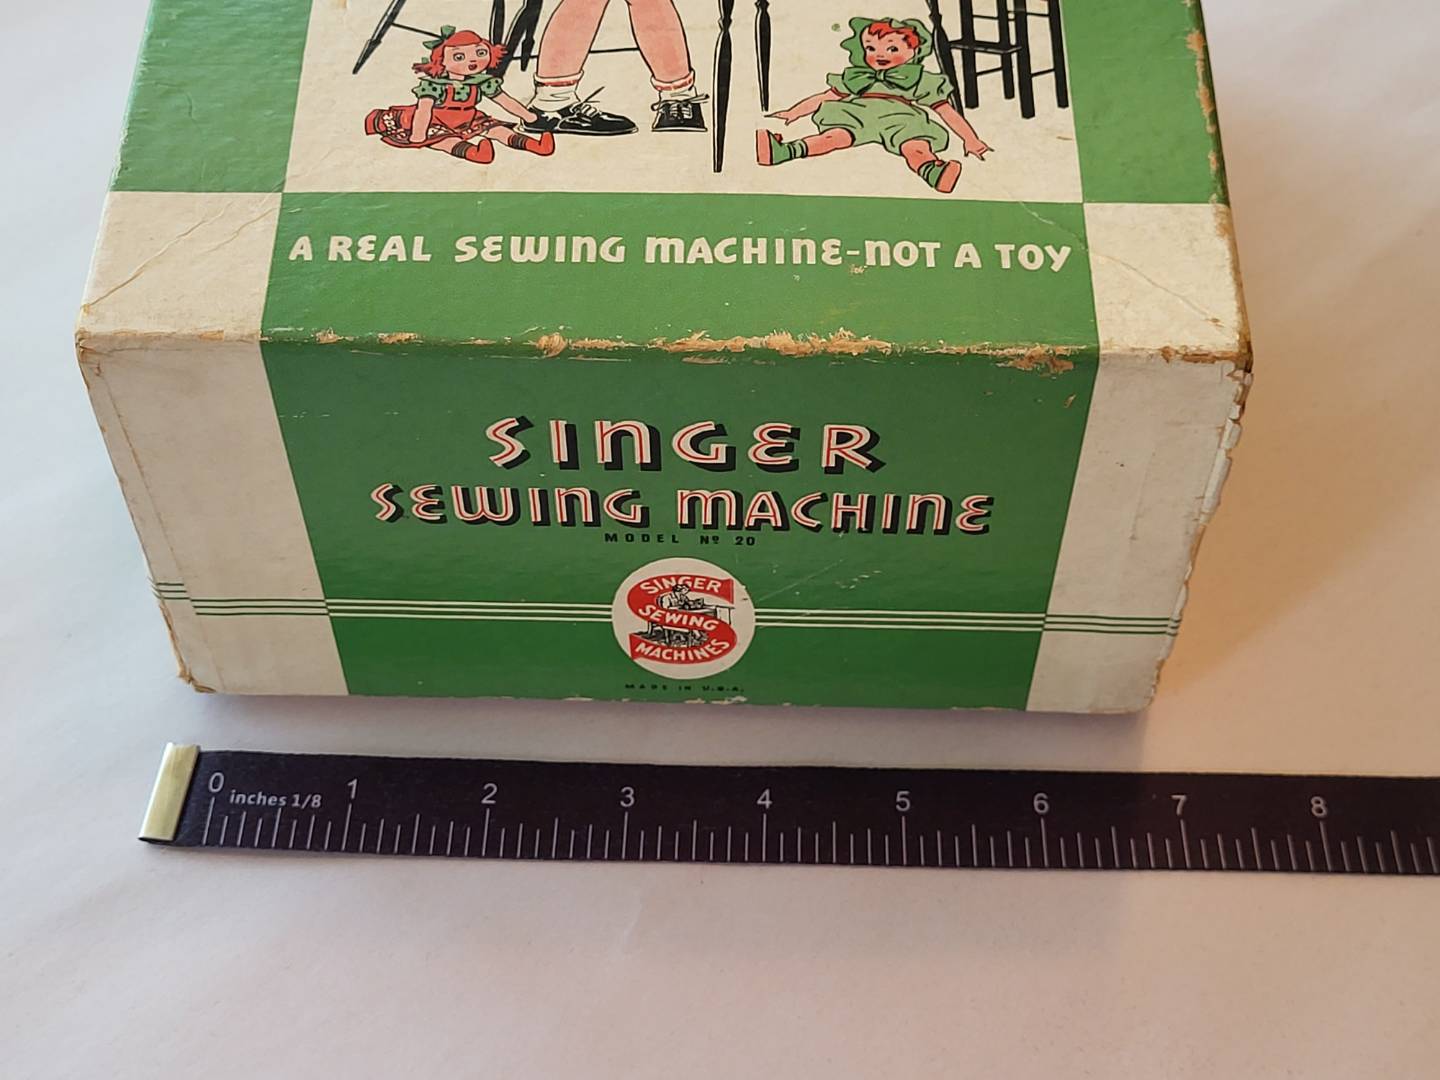 A REAL SEWING MACHINE-NOT A TOY
SINGER
SEWING MACHINE
MODEL Nº 20
SINGER
SEWING
MACHINES
MADE IN U.S.A.
0 1 2 3 4 5 6 7 8
inches 1/8